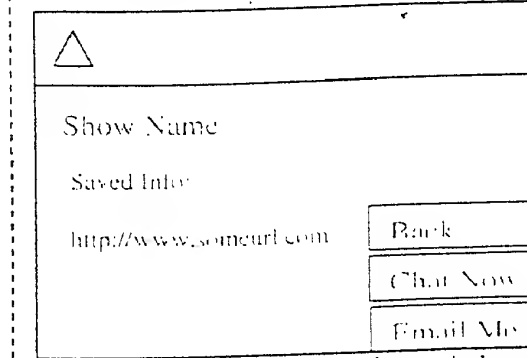 Show Name
Saved Info:
http://www.someurl.com
Back
Chat Now
Email Me